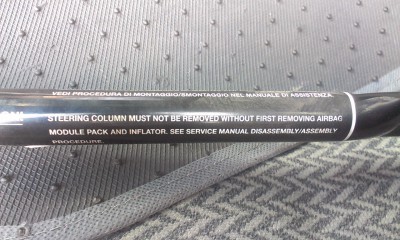 VEDI PROCEDURA DI MONTAGGIO/SMONTAGGIO NEL MANUALE DI ASSISTENZA.
STEERING COLUMN MUST NOT BE REMOVED WITHOUT FIRST REMOVING AIRBAG
MODULE PACK AND INFLATOR. SEE SERVICE MANUAL DISASSEMBLY/ASSEMBLY
PROCEDURE.